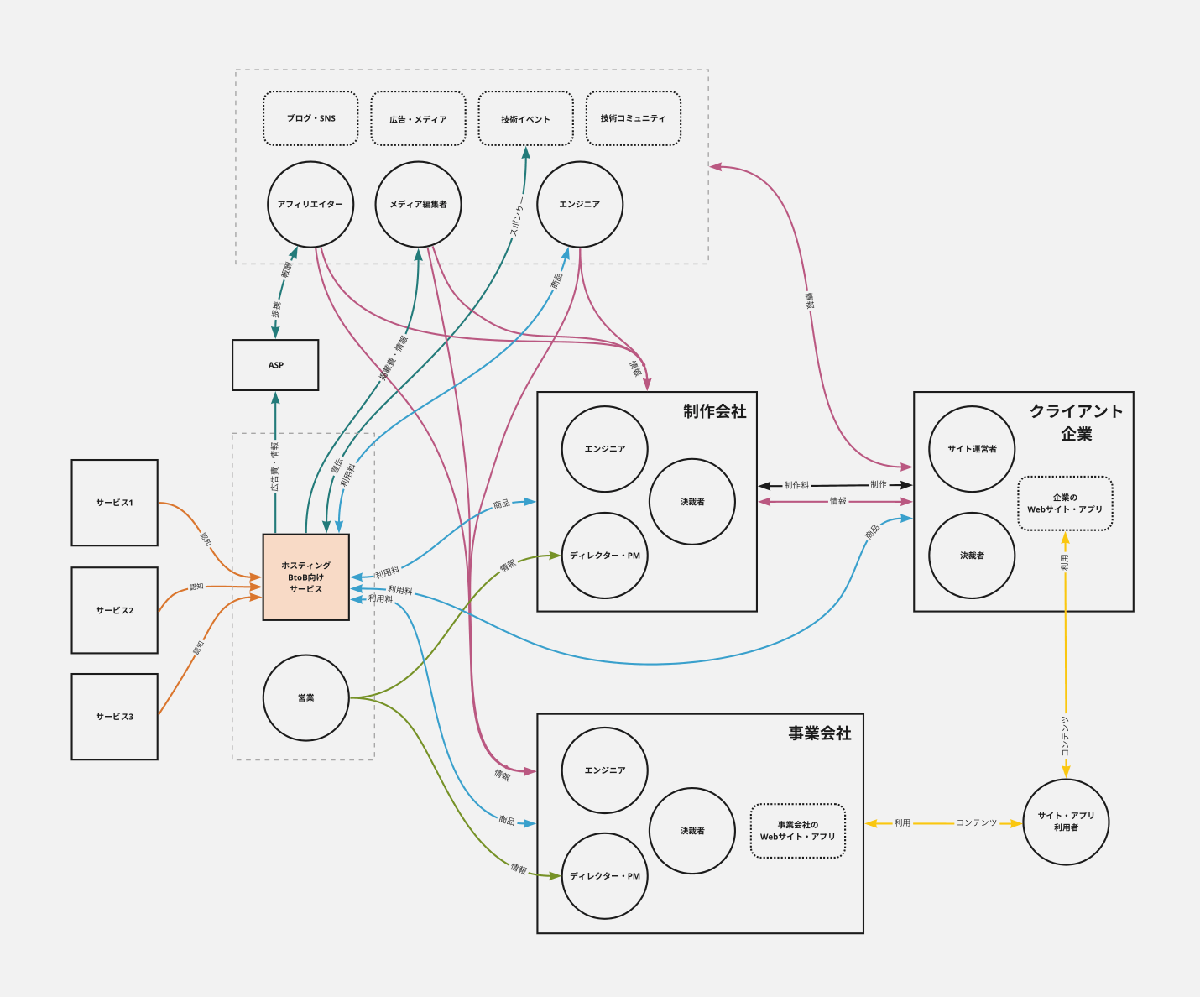 ブログ・SNS
広告・メディア
技術イベント
技術コミュニティ
アフィリエイター
メディア編集者
エンジニア
スポンサー
報酬
商品
情報
ASP
掲載費・情報
情報
制作会社
クライアント
企業
エンジニア
サイト運営者
広告費・情報
宣伝
利用料
サービス1
決裁者
制作料
制作
情報
企業の
Webサイト・アプリ
商品
商品
認知
ホスティング
BtoB向け
サービス
ディレクター・PM
決裁者
情報
利用料
利用料
利用料
利用
サービス2
認知
認知
営業
サービス3
コンテンツ
事業会社
エンジニア
情報
決裁者
事業会社の
Webサイト・アプリ
利用
コンテンツ
サイト・アプリ
利用者
商品
ディレクター・PM
情報